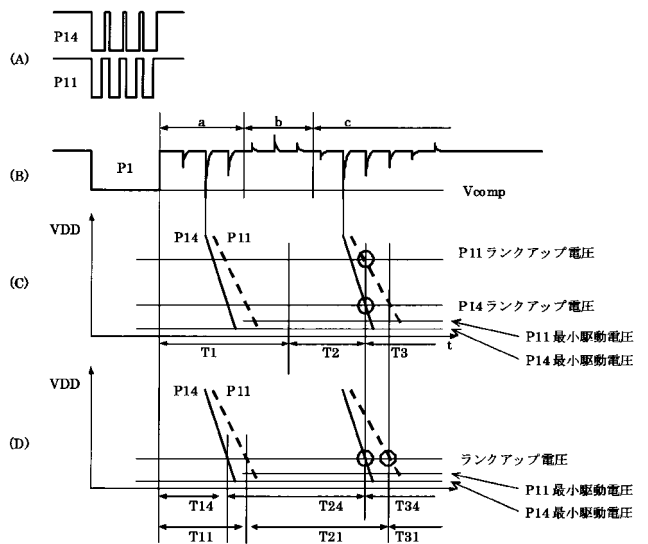 (A)
P14
P11
a
b
c
(B)
P1
Vcomp
VDD
P14
P11
P11ランクアップ電圧
(C)
P14ランクアップ電圧
P11最小駆動電圧
T1
T2
T3
t
P14最小駆動電圧
VDD
P14
P11
(D)
ランクアップ電圧
P11最小駆動電圧
T14
T24
T34
P14最小駆動電圧
T11
T21
T31